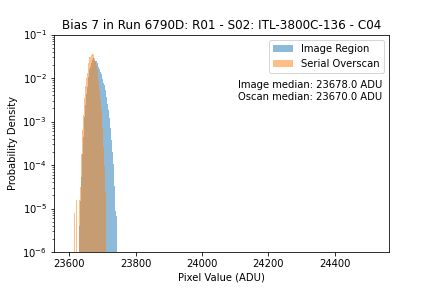 Bias 7 in Run 6790D: R01 - S02: ITL-3800C-136 - C04
Image Region
Serial Overscan
Image median: 23678.0 ADU
Oscan median: 23670.0 ADU
Probability Density
10⁻¹
10⁻²
10⁻³
10⁻⁴
10⁻⁵
10⁻⁶
23600 23800 24000 24200 24400
Pixel Value (ADU)